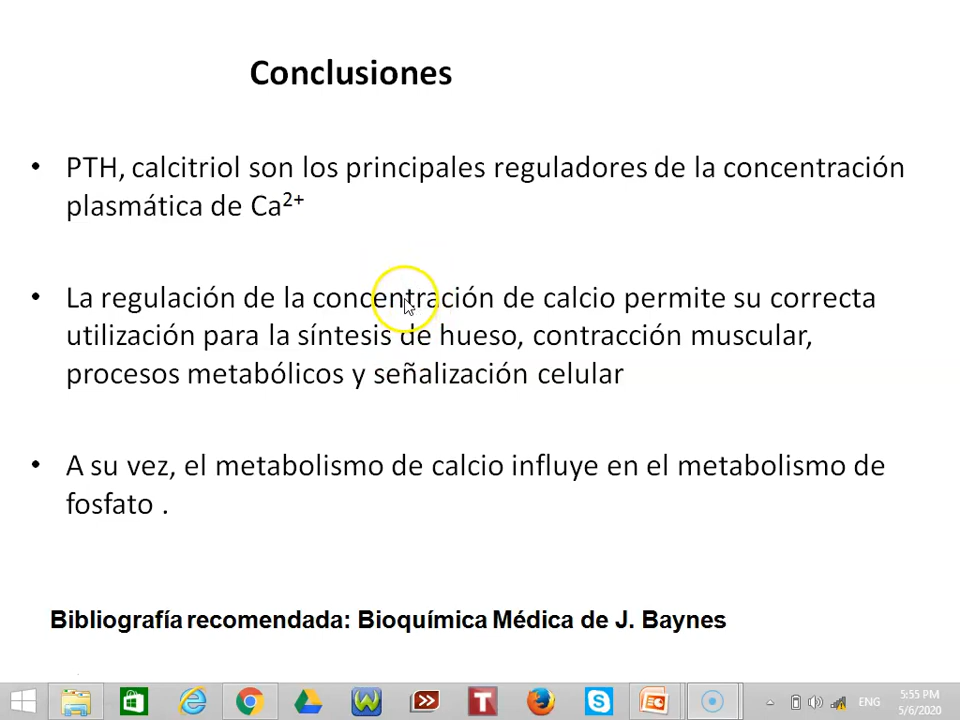 Conclusiones
• PTH, calcitriol son los principales reguladores de la concentración
plasmática de Ca²⁺
• La regulación de la concentración de calcio permite su correcta
utilización para la síntesis de hueso, contracción muscular,
procesos metabólicos y señalización celular
• A su vez, el metabolismo de calcio influye en el metabolismo de
fosfato .
Bibliografía recomendada: Bioquímica Médica de J. Baynes
ENG
5:55 PM
5/6/2020